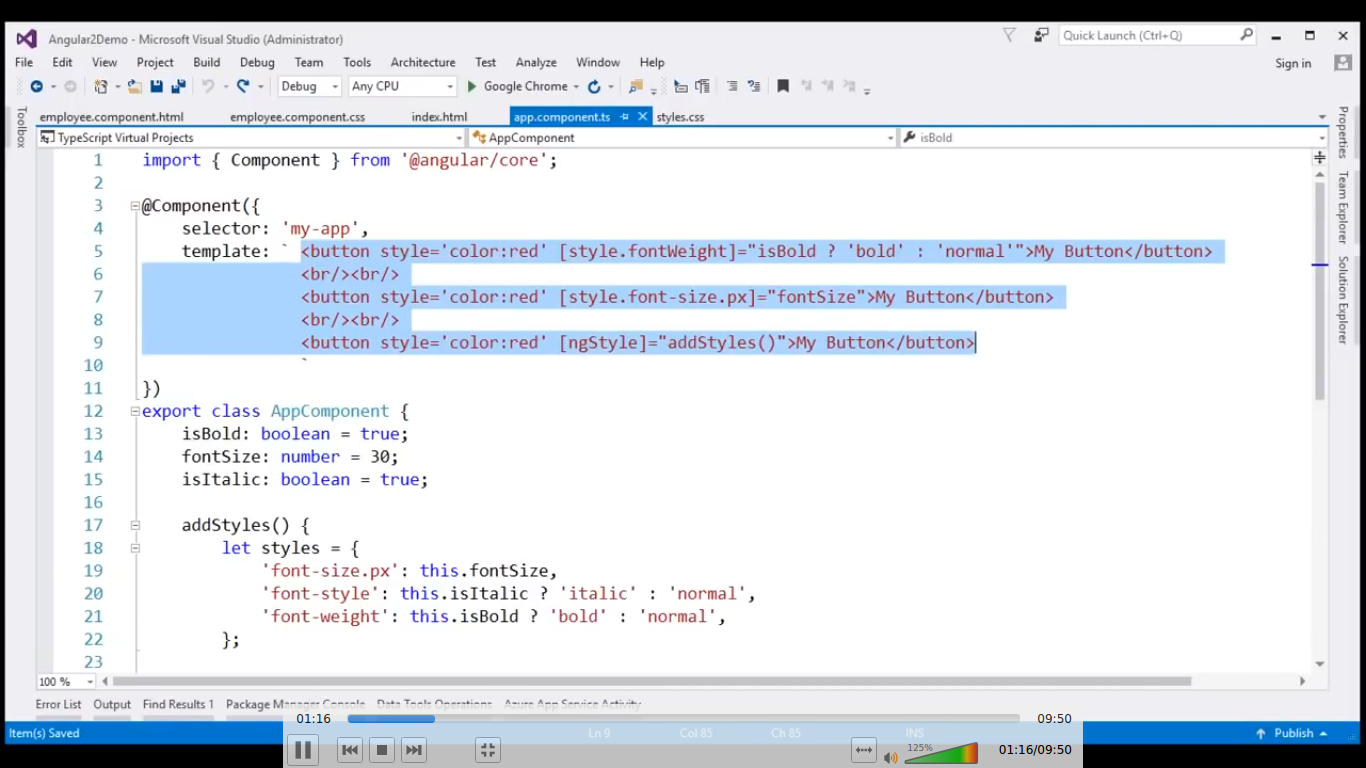 Angular2Demo - Microsoft Visual Studio (Administrator)
Quick Launch (Ctrl+Q)
File Edit View Project Build Debug Team Tools Architecture Test Analyze Window Help
Sign in
Debug Any CPU Google Chrome
employee.component.html employee.component.css index.html app.component.ts styles.css
TypeScript Virtual Projects AppComponent isBold
Toolbox
Properties
Team Explorer
Solution Explorer
1 import { Component } from '@angular/core';
2
3 @Component({
4 selector: 'my-app',
5 template: ` <button style='color:red' [style.fontWeight]="isBold ? 'bold' : 'normal'">My Button</button>
6 <br/><br/>
7 <button style='color:red' [style.font-size.px]="fontSize">My Button</button>
8 <br/><br/>
9 <button style='color:red' [ngStyle]="addStyles()">My Button</button>
10 `
11 })
12 export class AppComponent {
13 isBold: boolean = true;
14 fontSize: number = 30;
15 isItalic: boolean = true;
16
17 addStyles() {
18 let styles = {
19 'font-size.px': this.fontSize,
20 'font-style': this.isItalic ? 'italic' : 'normal',
21 'font-weight': this.isBold ? 'bold' : 'normal',
22 };
23
100 %
Error List Output Find Results 1 Package Manager Console Data Tools Operations Azure App Service Activity
01:16 09:50
Item(s) Saved Ln 9 Col 85 Ch 85 INS Publish
125% 01:16/09:50